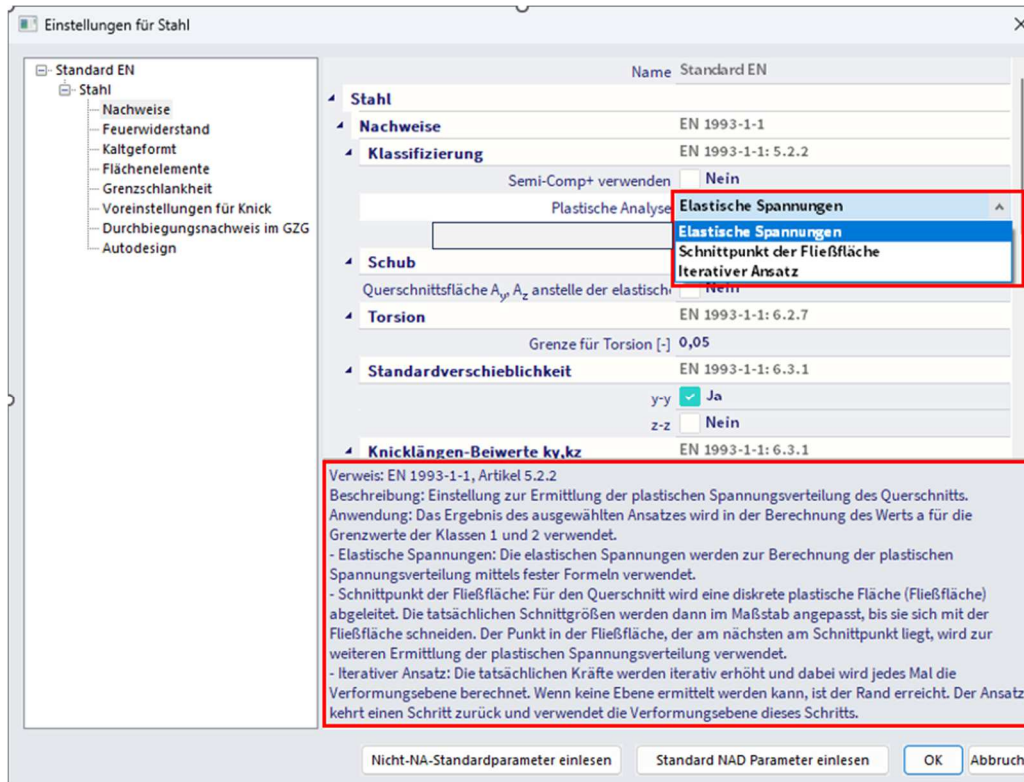 Einstellungen für Stahl
Standard EN
Stahl
Nachweise
Feuerwiderstand
Kaltgeformt
Flächenelemente
Grenzschlankheit
Voreinstellungen für Knick
Durchbiegungsnachweis im GZG
Autodesign
Name Standard EN
Stahl
Nachweise EN 1993-1-1
Klassifizierung EN 1993-1-1: 5.2.2
Semi-Comp+ verwenden Nein
Plastische Analyse Elastische Spannungen
Elastische Spannungen
Schnittpunkt der Fließfläche
Iterativer Ansatz
Schub
Querschnittsfläche Ay, Az anstelle der elastische Nein
Torsion EN 1993-1-1: 6.2.7
Grenze für Torsion [-] 0,05
Standardverschieblichkeit EN 1993-1-1: 6.3.1
y-y Ja
z-z Nein
Knicklängen-Beiwerte ky,kz EN 1993-1-1: 6.3.1
Verweis: EN 1993-1-1, Artikel 5.2.2
Beschreibung: Einstellung zur Ermittlung der plastischen Spannungsverteilung des Querschnitts.
Anwendung: Das Ergebnis des ausgewählten Ansatzes wird in der Berechnung des Werts a für die
Grenzwerte der Klassen 1 und 2 verwendet.
- Elastische Spannungen: Die elastischen Spannungen werden zur Berechnung der plastischen
Spannungsverteilung mittels fester Formeln verwendet.
- Schnittpunkt der Fließfläche: Für den Querschnitt wird eine diskrete plastische Fläche (Fließfläche)
abgeleitet. Die tatsächlichen Schnittgrößen werden dann im Maßstab angepasst, bis sie sich mit der
Fließfläche schneiden. Der Punkt in der Fließfläche, der am nächsten am Schnittpunkt liegt, wird zur
weiteren Ermittlung der plastischen Spannungsverteilung verwendet.
- Iterativer Ansatz: Die tatsächlichen Kräfte werden iterativ erhöht und dabei wird jedes Mal die
Verformungsebene berechnet. Wenn keine Ebene ermittelt werden kann, ist der Rand erreicht. Der Ansatz
kehrt einen Schritt zurück und verwendet die Verformungsebene dieses Schritts.
Nicht-NA-Standardparameter einlesen Standard NAD Parameter einlesen OK Abbruch